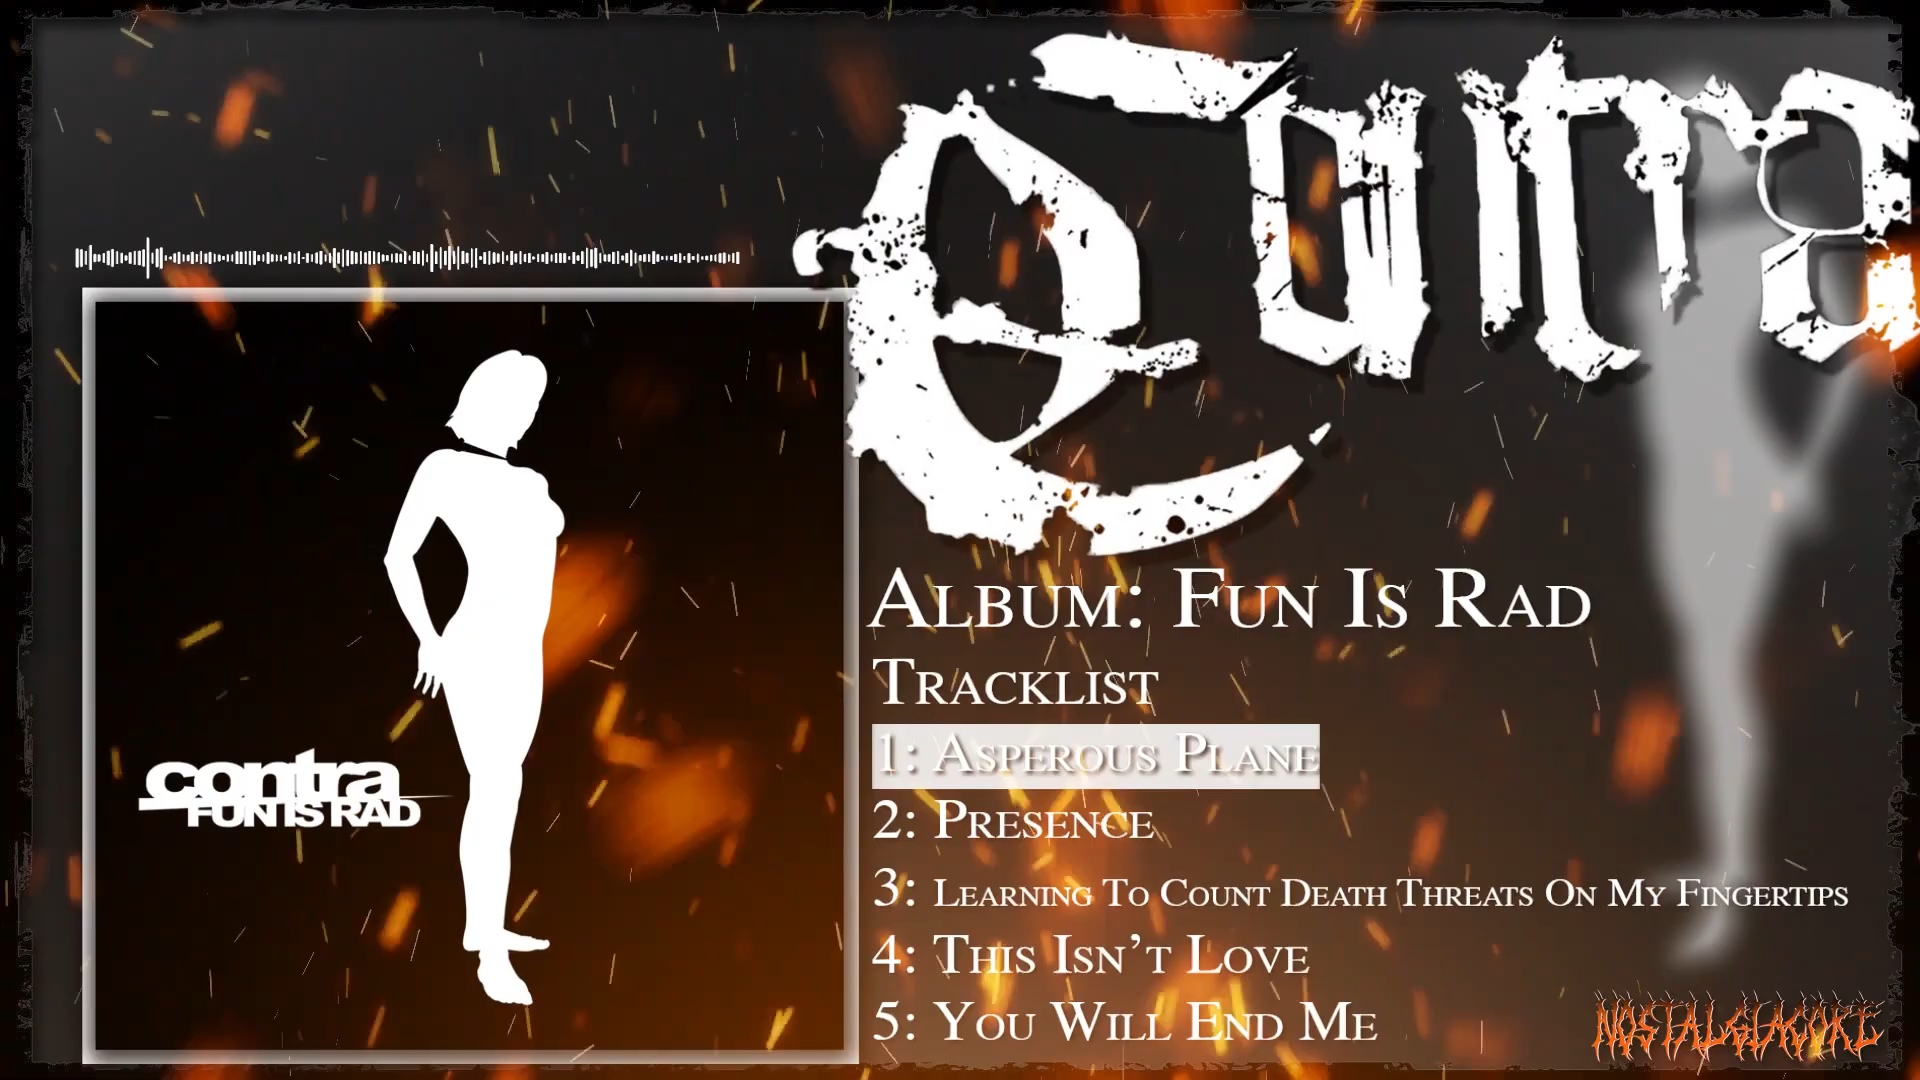 Contra
Album: Fun Is Rad
Tracklist
1: Asperous Plane
2: Presence
3: Learning To Count Death Threats On My Fingertips
4: This Isn't Love
5: You Will End Me
contra
FUN IS RAD
NOSTALGIACORE